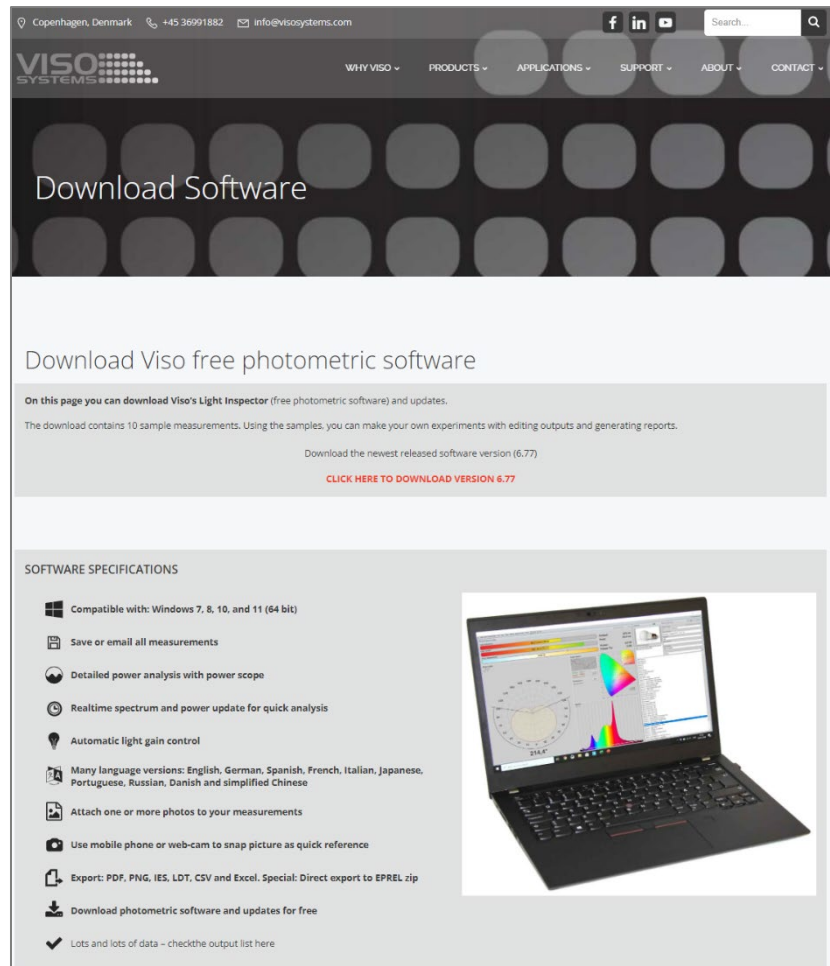 Copenhagen, Denmark +45 36991882 info@visosystems.com
Search...
VISO
SYSTEMS
WHY VISO PRODUCTS APPLICATIONS SUPPORT ABOUT CONTACT
Download Software
Download Viso free photometric software
On this page you can download Viso's Light Inspector (free photometric software) and updates.
The download contains 10 sample measurements. Using the samples, you can make your own experiments with editing outputs and generating reports.
Download the newest released software version (6.77)
CLICK HERE TO DOWNLOAD VERSION 6.77
SOFTWARE SPECIFICATIONS
Compatible with: Windows 7, 8, 10, and 11 (64 bit)
Save or email all measurements
Detailed power analysis with power scope
Realtime spectrum and power update for quick analysis
Automatic light gain control
Many language versions: English, German, Spanish, French, Italian, Japanese,
Portuguese, Russian, Danish and simplified Chinese
Attach one or more photos to your measurements
Use mobile phone or web-cam to snap picture as quick reference
Export: PDF, PNG, IES, LDT, CSV and Excel. Special: Direct export to EPREL zip
Download photometric software and updates for free
Lots and lots of data – checkthe output list here
214,4°